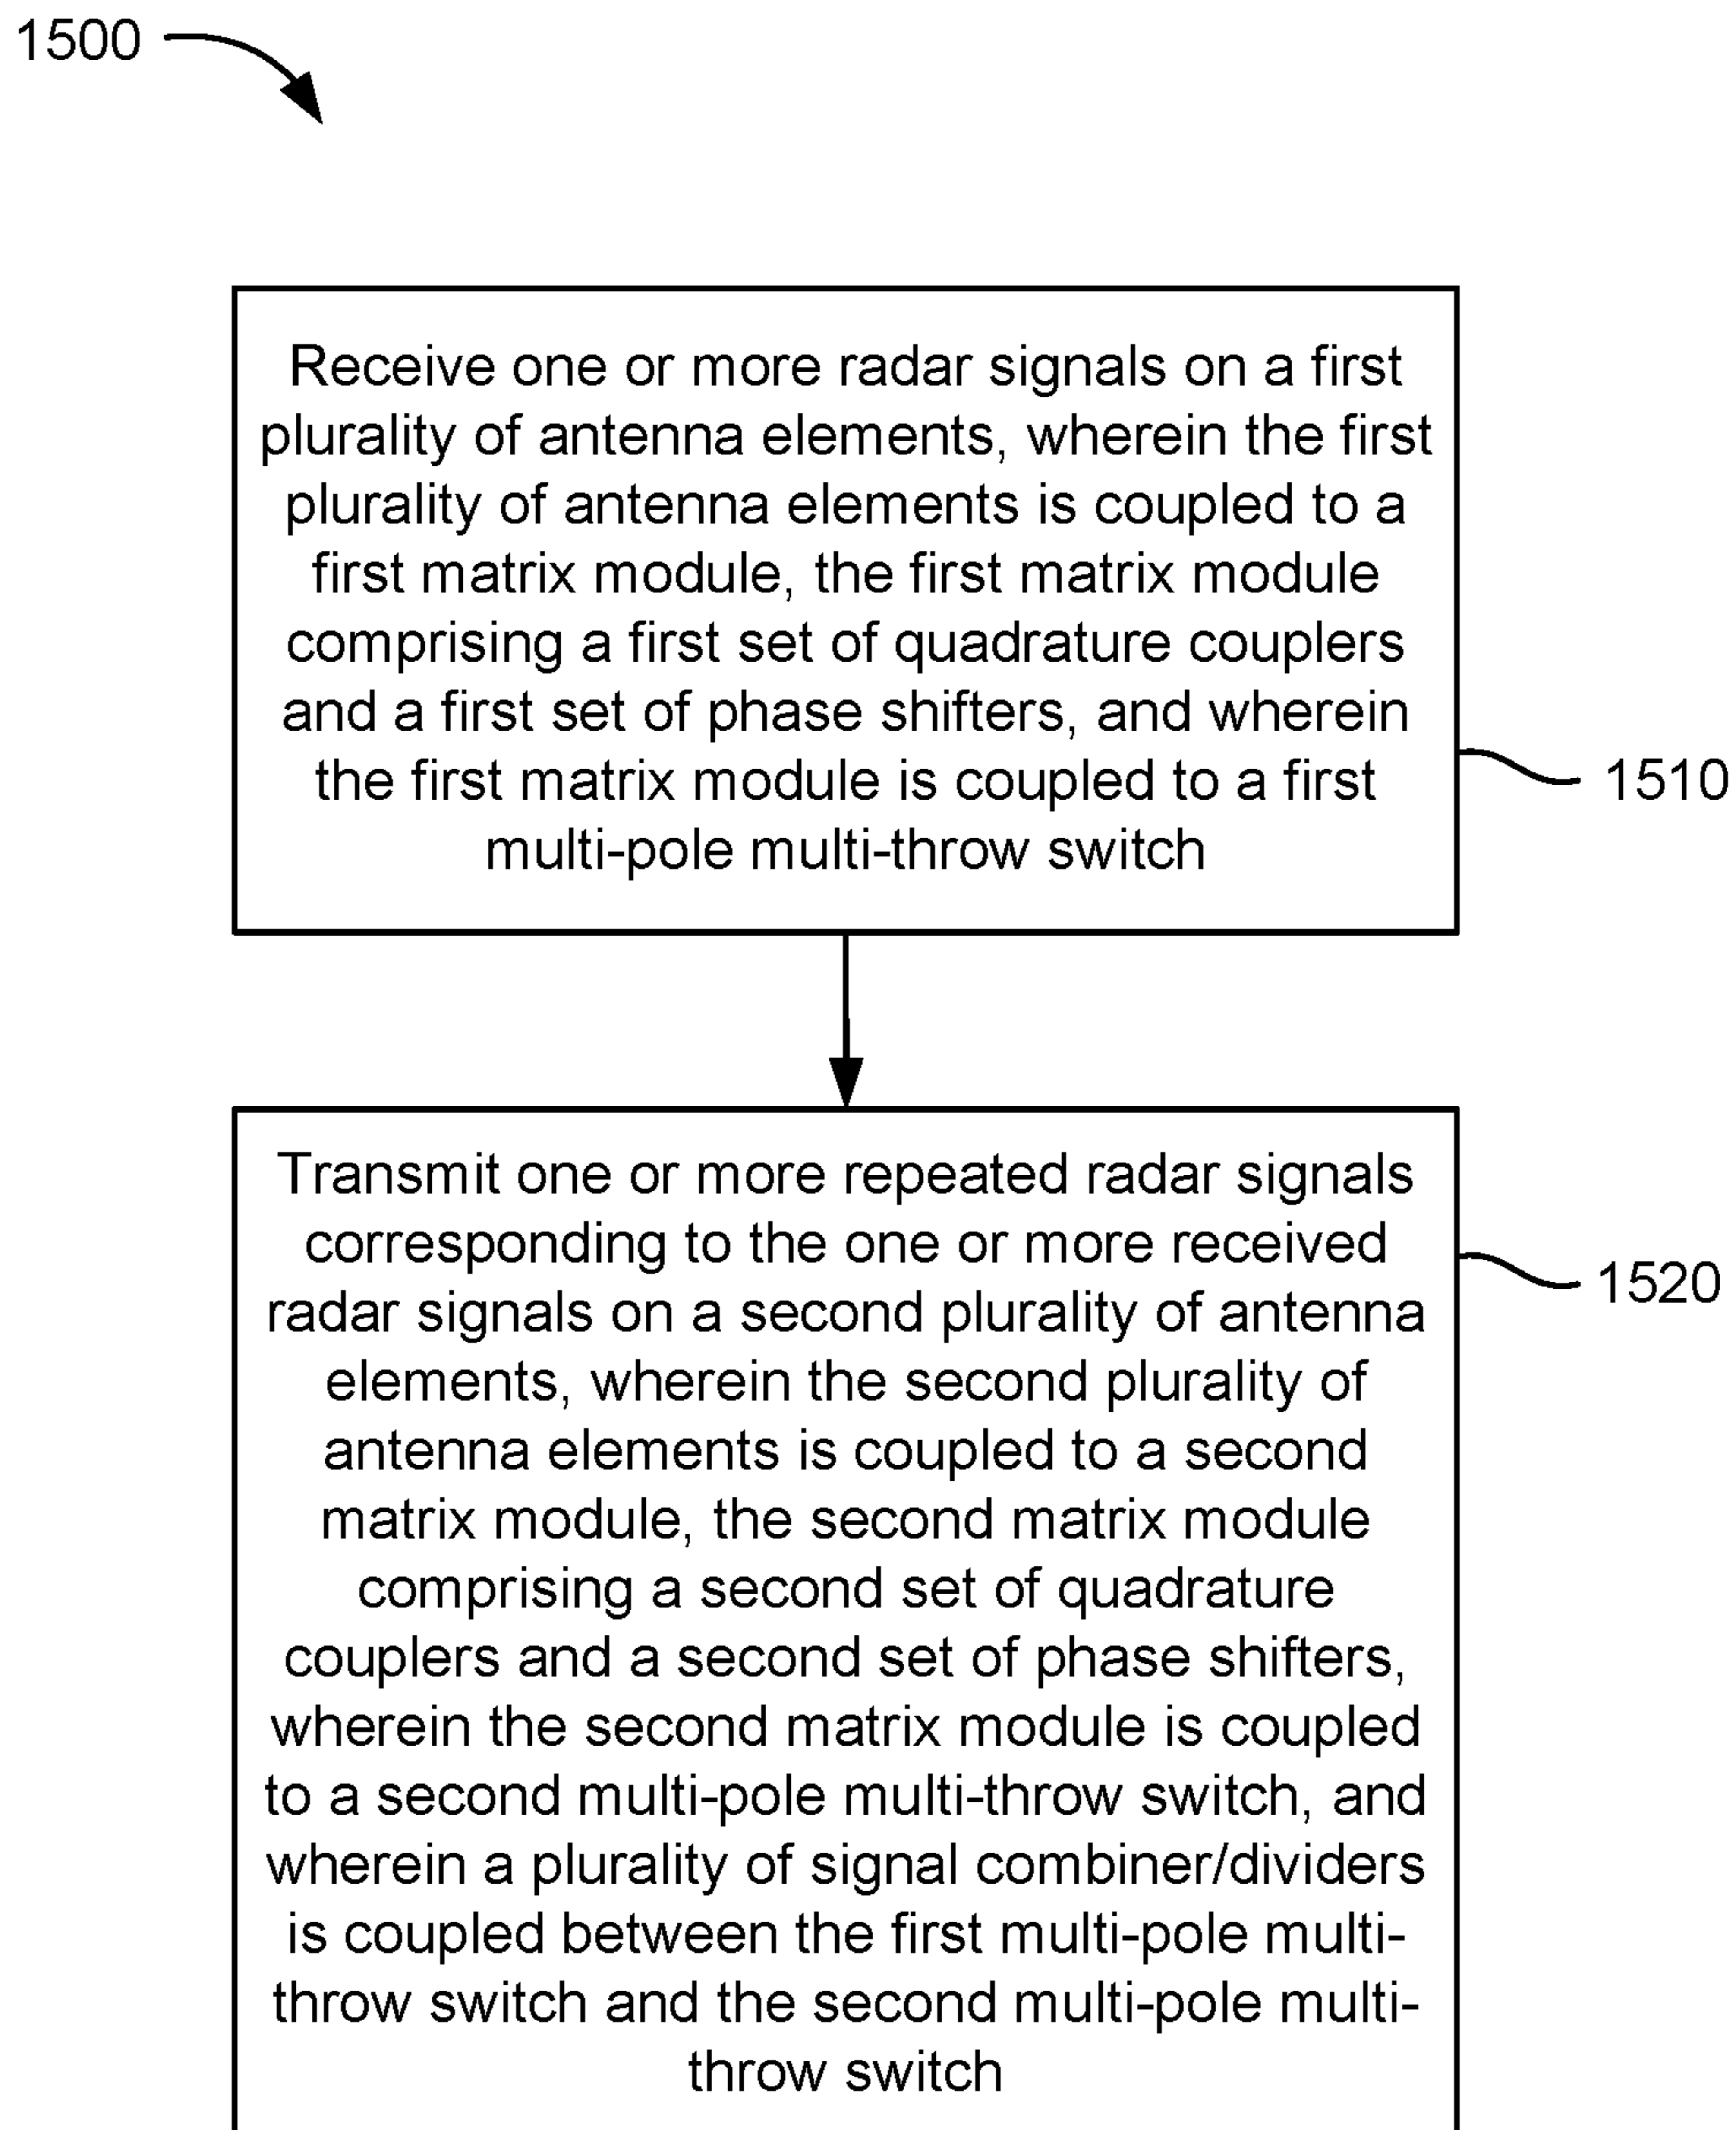 1500
Receive one or more radar signals on a first
plurality of antenna elements, wherein the first
plurality of antenna elements is coupled to a
first matrix module, the first matrix module
comprising a first set of quadrature couplers
and a first set of phase shifters, and wherein
the first matrix module is coupled to a first
multi-pole multi-throw switch
1510
Transmit one or more repeated radar signals
corresponding to the one or more received
radar signals on a second plurality of antenna
elements, wherein the second plurality of
antenna elements is coupled to a second
matrix module, the second matrix module
comprising a second set of quadrature
couplers and a second set of phase shifters,
wherein the second matrix module is coupled
to a second multi-pole multi-throw switch, and
wherein a plurality of signal combiner/dividers
is coupled between the first multi-pole multi-
throw switch and the second multi-pole multi-
throw switch
1520